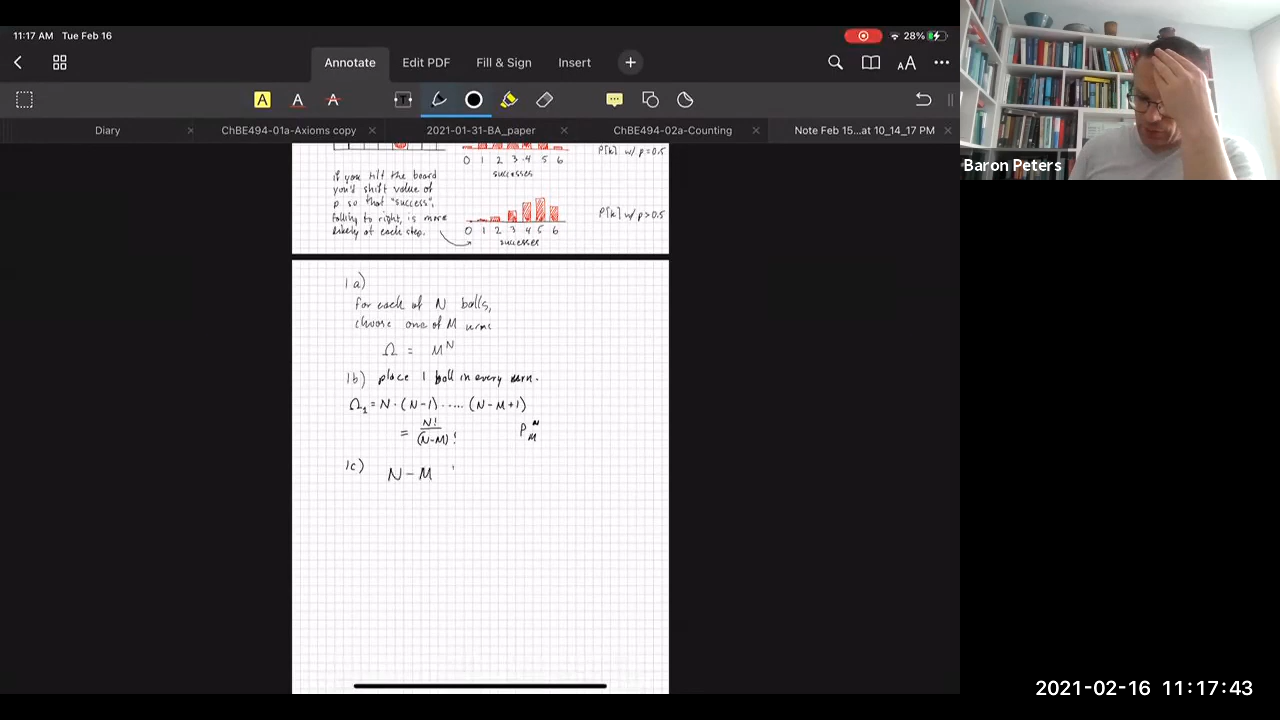 11:17 AM Tue Feb 16
28%
Annotate
Edit PDF
Fill & Sign
Insert
Diary
ChBE494-01a-Axioms copy
2021-01-31-BA_paper
ChBE494-02a-Counting
Note Feb 15...at 10_14_17 PM
0 1 2 3 4 5 6
successes
P[k] w/ p=0.5
if you tilt the board
you'd shift value of
p so that "success",
falling to right, is more
likely at each step.
0 1 2 3 4 5 6
successes
P[k] w/ p>0.5
1a)
for each of N balls,
choose one of M urns
Ω = M^N
1b) place 1 ball in every urn.
Ω₁ = N·(N-1)·....·(N-M+1)
= N!/(N-M)!
P^N_M
1c) N-M
Baron Peters
2021-02-16 11:17:43